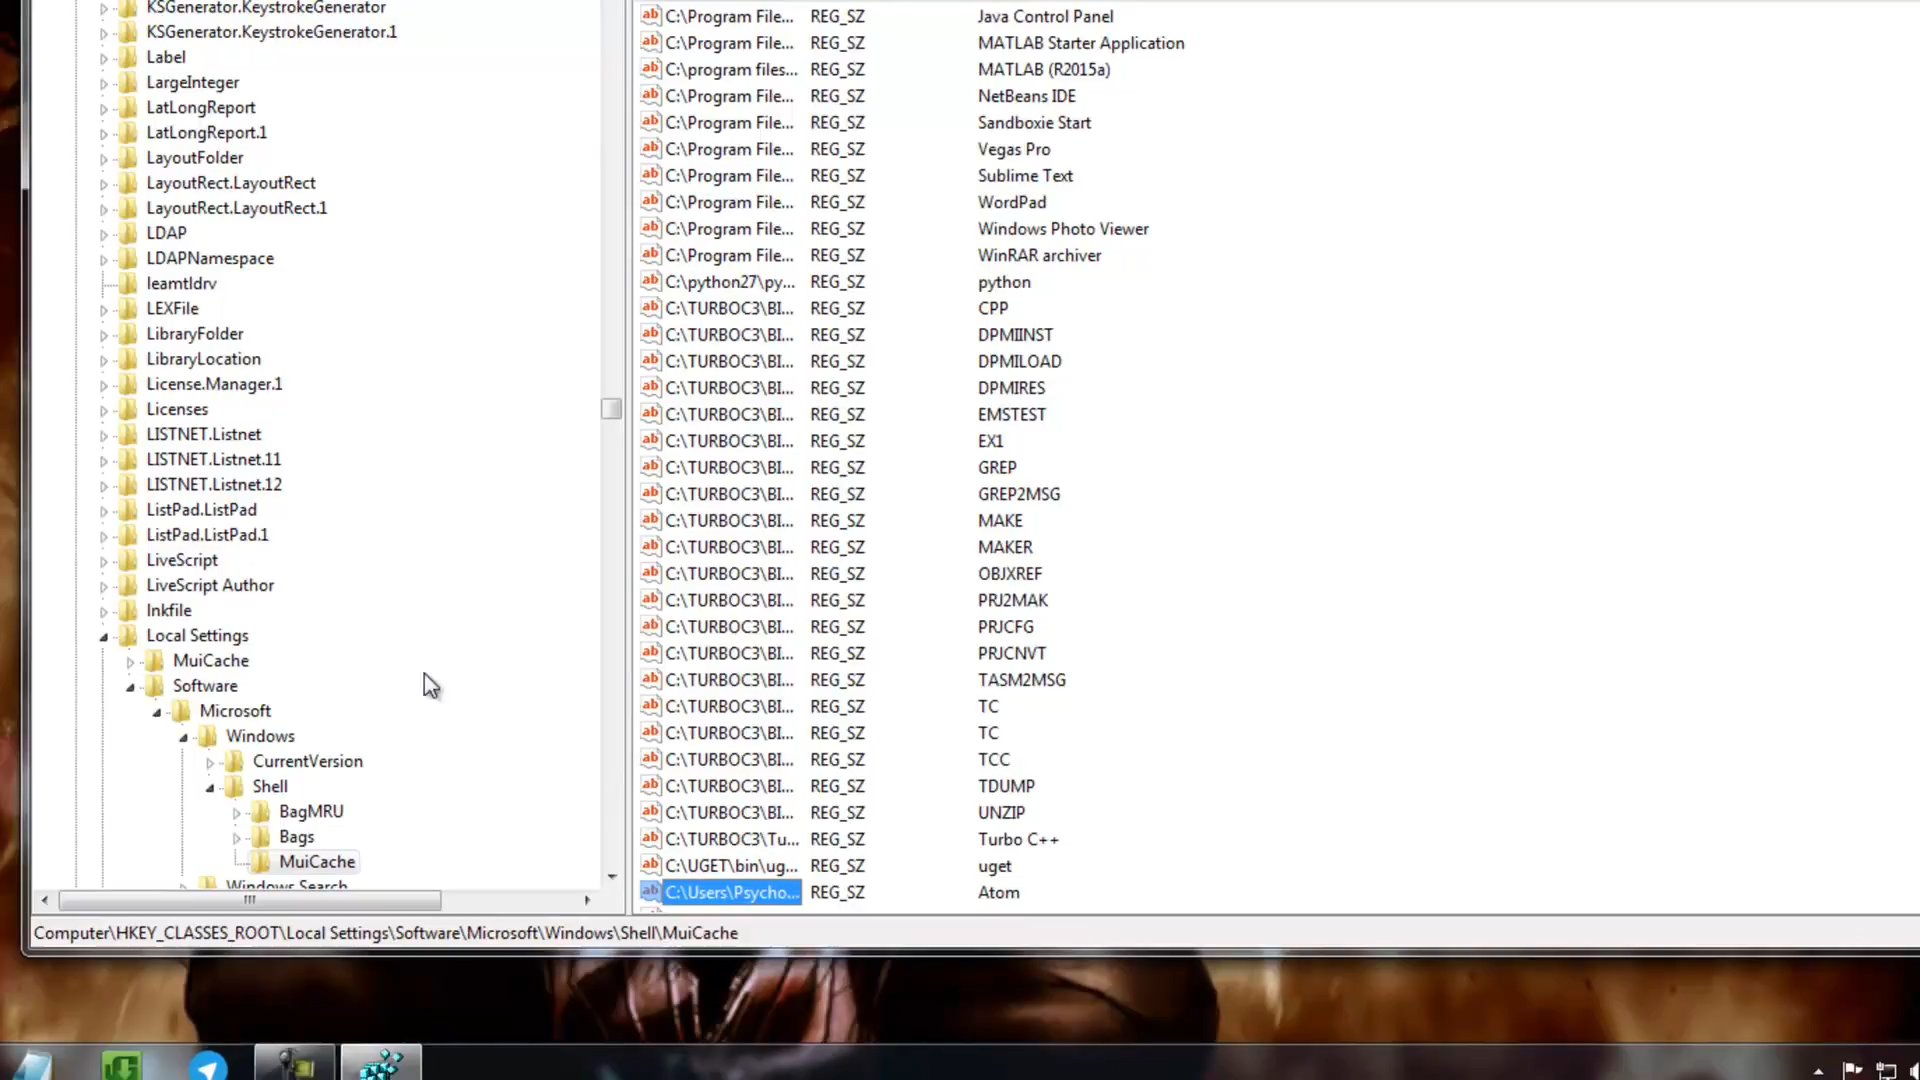 KSGenerator.KeystrokeGenerator
KSGenerator.KeystrokeGenerator.1
Label
LargeInteger
LatLongReport
LatLongReport.1
LayoutFolder
LayoutRect.LayoutRect
LayoutRect.LayoutRect.1
LDAP
LDAPNamespace
leamtldrv
LEXFile
LibraryFolder
LibraryLocation
License.Manager.1
Licenses
LISTNET.Listnet
LISTNET.Listnet.11
LISTNET.Listnet.12
ListPad.ListPad
ListPad.ListPad.1
LiveScript
LiveScript Author
lnkfile
Local Settings
MuiCache
Software
Microsoft
Windows
CurrentVersion
Shell
BagMRU
Bags
MuiCache
Windows Search
C:\Program File... REG_SZ Java Control Panel
C:\Program File... REG_SZ MATLAB Starter Application
C:\program files... REG_SZ MATLAB (R2015a)
C:\Program File... REG_SZ NetBeans IDE
C:\Program File... REG_SZ Sandboxie Start
C:\Program File... REG_SZ Vegas Pro
C:\Program File... REG_SZ Sublime Text
C:\Program File... REG_SZ WordPad
C:\Program File... REG_SZ Windows Photo Viewer
C:\Program File... REG_SZ WinRAR archiver
C:\python27\py... REG_SZ python
C:\TURBOC3\BI... REG_SZ CPP
C:\TURBOC3\BI... REG_SZ DPMIINST
C:\TURBOC3\BI... REG_SZ DPMILOAD
C:\TURBOC3\BI... REG_SZ DPMIRES
C:\TURBOC3\BI... REG_SZ EMSTEST
C:\TURBOC3\BI... REG_SZ EX1
C:\TURBOC3\BI... REG_SZ GREP
C:\TURBOC3\BI... REG_SZ GREP2MSG
C:\TURBOC3\BI... REG_SZ MAKE
C:\TURBOC3\BI... REG_SZ MAKER
C:\TURBOC3\BI... REG_SZ OBJXREF
C:\TURBOC3\BI... REG_SZ PRJ2MAK
C:\TURBOC3\BI... REG_SZ PRJCFG
C:\TURBOC3\BI... REG_SZ PRJCNVT
C:\TURBOC3\BI... REG_SZ TASM2MSG
C:\TURBOC3\BI... REG_SZ TC
C:\TURBOC3\BI... REG_SZ TC
C:\TURBOC3\BI... REG_SZ TCC
C:\TURBOC3\BI... REG_SZ TDUMP
C:\TURBOC3\BI... REG_SZ UNZIP
C:\TURBOC3\Tu... REG_SZ Turbo C++
C:\UGET\bin\ug... REG_SZ uget
C:\Users\Psycho... REG_SZ Atom
Computer\HKEY_CLASSES_ROOT\Local Settings\Software\Microsoft\Windows\Shell\MuiCache